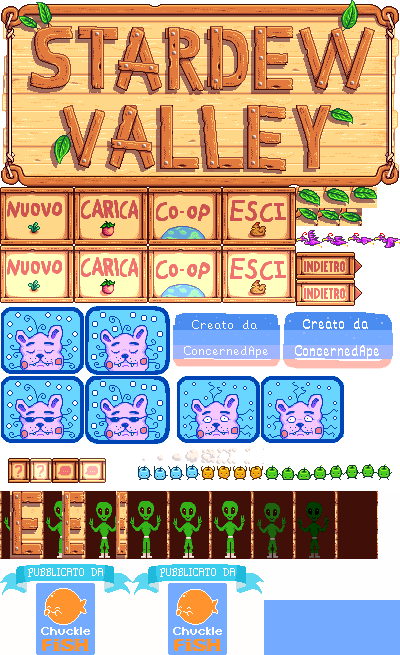 STARDEW
VALLEY
NUOVO CARICA CO-OP ESCI
NUOVO CARICA CO-OP ESCI
INDIETRO
INDIETRO
Creato da
ConcernedApe
Creato da
ConcernedApe
? ?
E E E
PUBBLICATO DA
PUBBLICATO DA
Chuckle
FISH
Chuckle
FISH